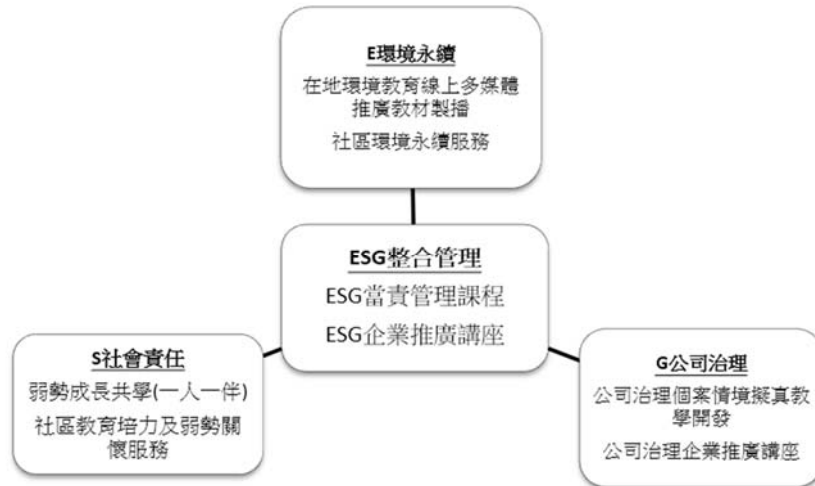 E環境永續
在地環境教育線上多媒體
推廣教材製播
社區環境永續服務
ESG整合管理
ESG當責管理課程
ESG企業推廣講座
S社會責任
弱勢成長共學(一人一伴)
社區教育培力及弱勢關
懷服務
G公司治理
公司治理個案情境擬真教
學開發
公司治理企業推廣講座